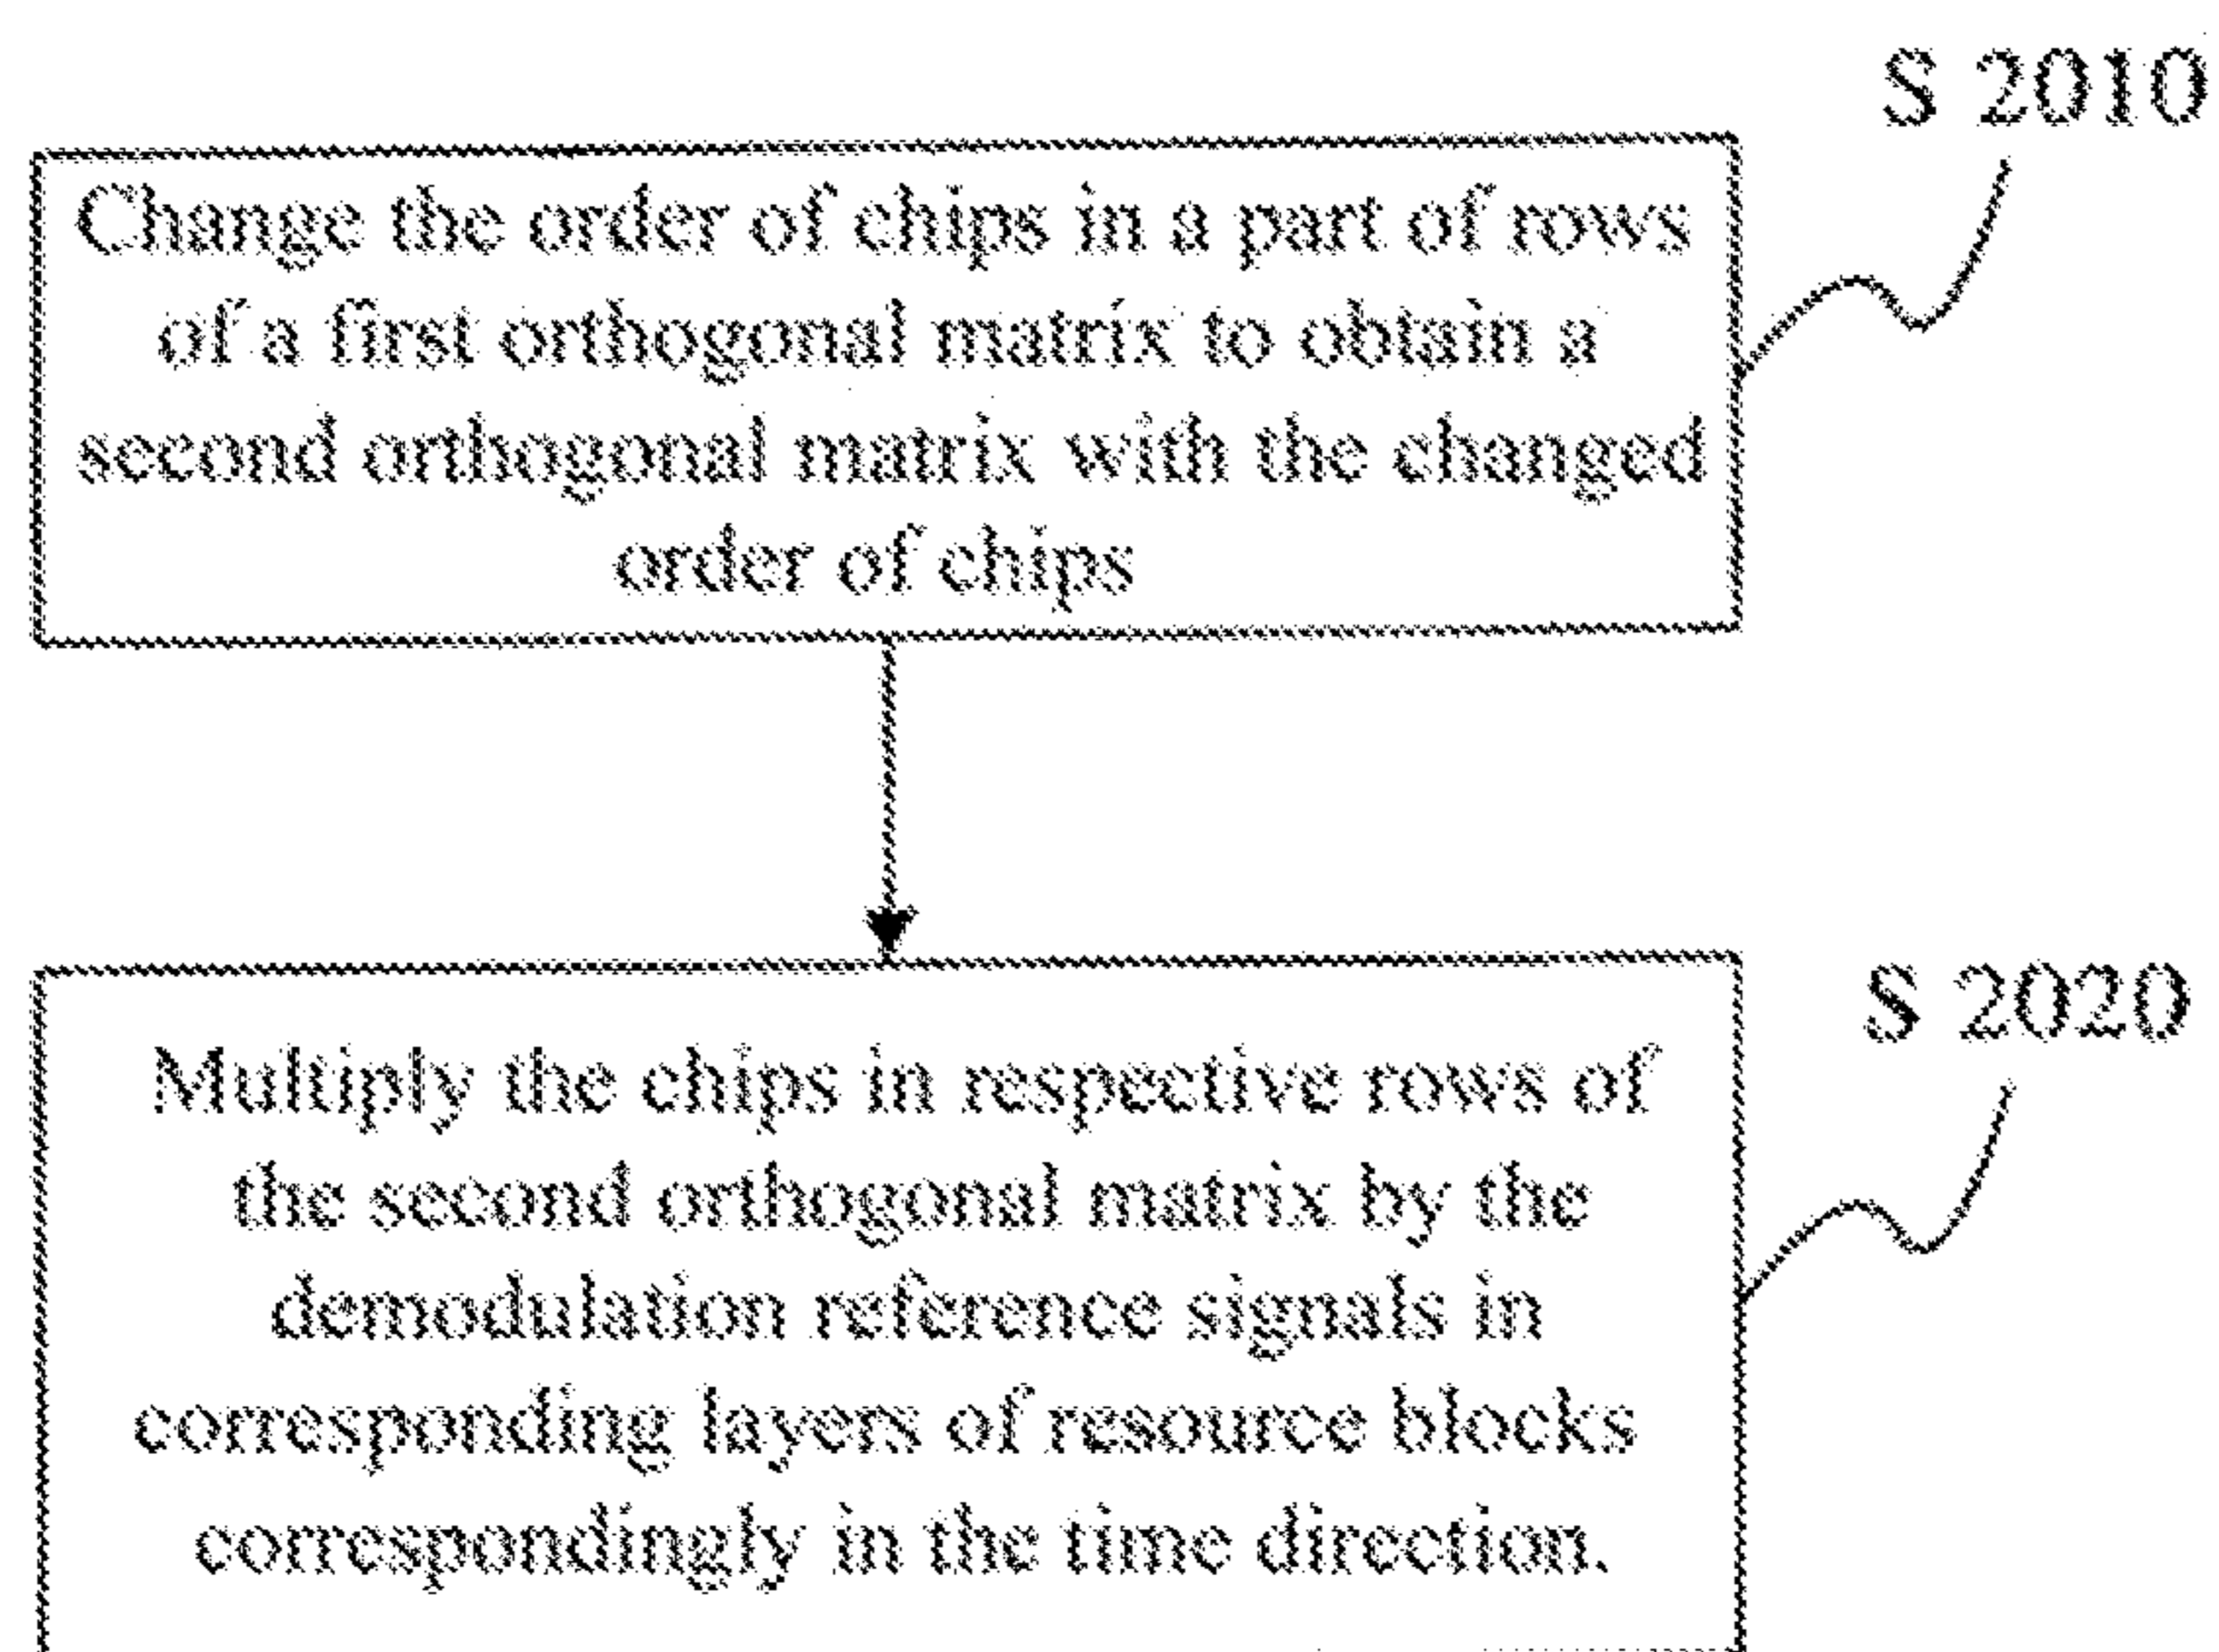 S 2010
Change the order of chips in a part of rows
of a first orthogonal matrix to obtain a
second orthogonal matrix with the changed
order of chips
S 2020
Multiply the chips in respective rows of
the second orthogonal matrix by the
demodulation reference signals in
corresponding layers of resource blocks
correspondingly in the time direction.